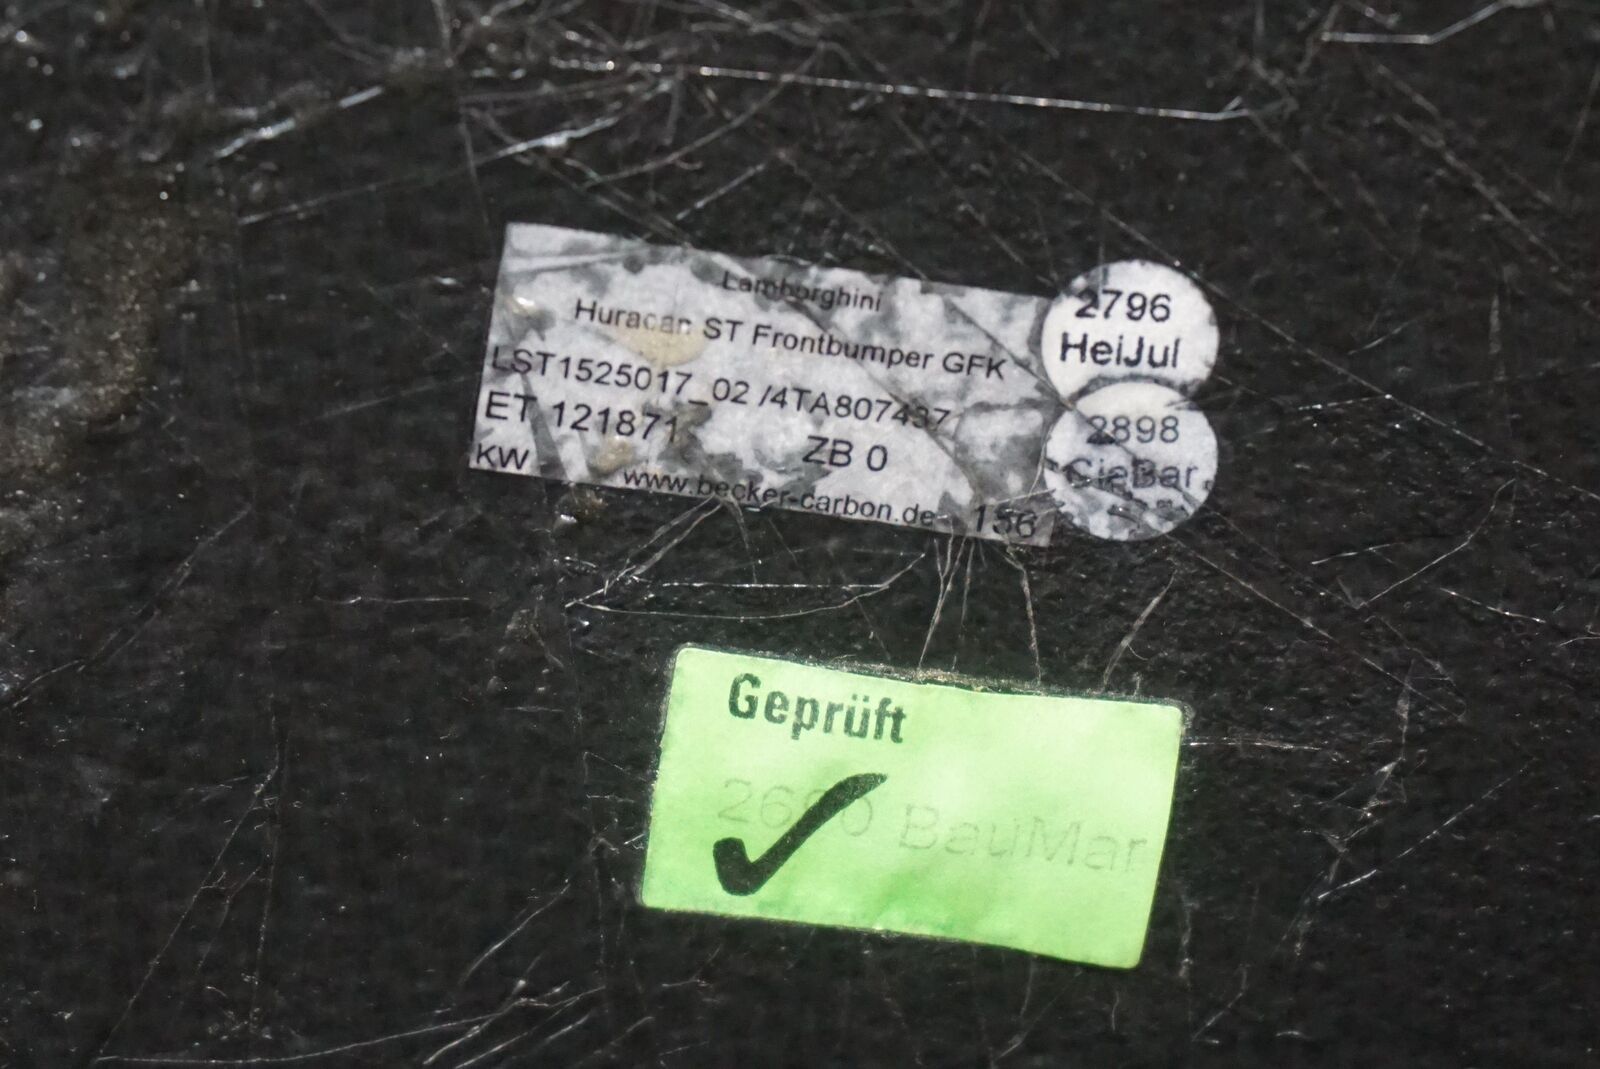 Lamborghini
Huracan ST Frontbumper GFK
LST1525017_02 /4TA807437
ET 121871 ZB 0
KW
www.becker-carbon.de 156
2796
HeiJul
2898
GieBar
Geprüft
BauMar